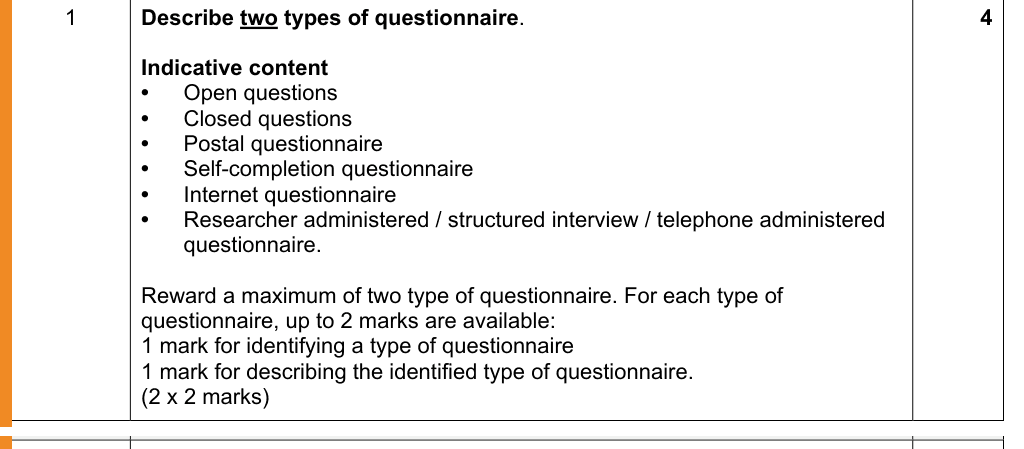 1 Describe two types of questionnaire. 4
Indicative content
• Open questions
• Closed questions
• Postal questionnaire
• Self-completion questionnaire
• Internet questionnaire
• Researcher administered / structured interview / telephone administered
questionnaire.
Reward a maximum of two type of questionnaire. For each type of
questionnaire, up to 2 marks are available:
1 mark for identifying a type of questionnaire
1 mark for describing the identified type of questionnaire.
(2 x 2 marks)